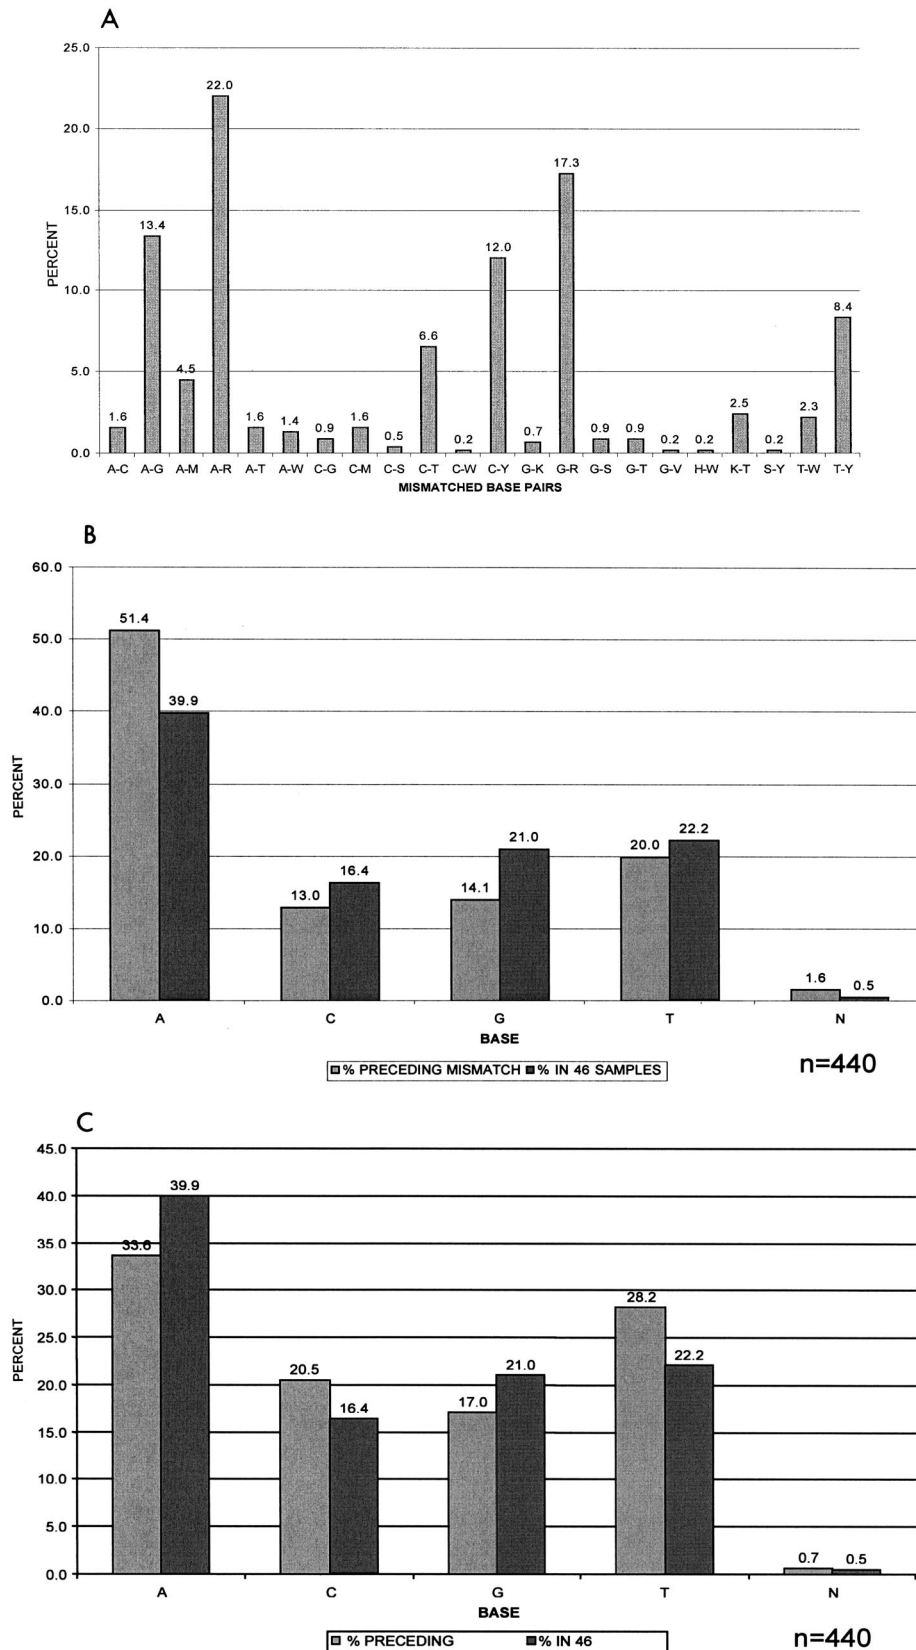 A
25.0
20.0
15.0
10.0
5.0
0.0
PERCENT
1.6 13.4 4.5 22.0 1.6 1.4 0.9 1.6 0.5 6.6 0.2 12.0 0.7 17.3 0.9 0.9 0.2 0.2 2.5 0.2 2.3 8.4
A-C A-G A-M A-R A-T A-W C-G C-M C-S C-T C-W C-Y G-K G-R G-S G-T G-V H-W K-T S-Y T-W T-Y
MISMATCHED BASE PAIRS
B
60.0
50.0
40.0
30.0
20.0
10.0
0.0
PERCENT
51.4 39.9 13.0 16.4 14.1 21.0 20.0 22.2 1.6 0.5
A C G T N
BASE
% PRECEDING MISMATCH % IN 46 SAMPLES
n=440
C
45.0
40.0
35.0
30.0
25.0
20.0
15.0
10.0
5.0
0.0
PERCENT
33.6 39.9 20.5 16.4 17.0 21.0 28.2 22.2 0.7 0.5
A C G T N
BASE
% PRECEDING % IN 46
n=440